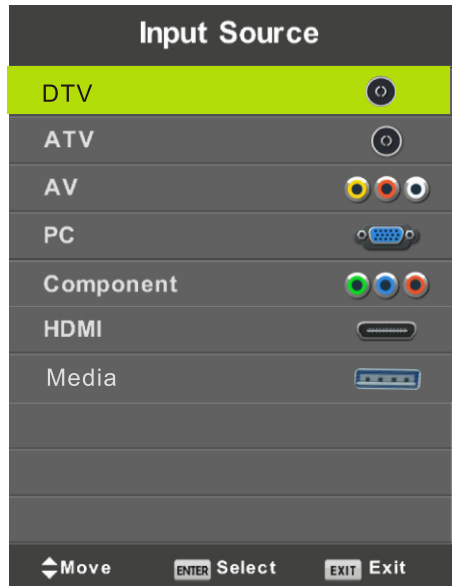 Input Source
DTV
ATV
AV
PC
Component
HDMI
Media
Move ENTER Select EXIT Exit